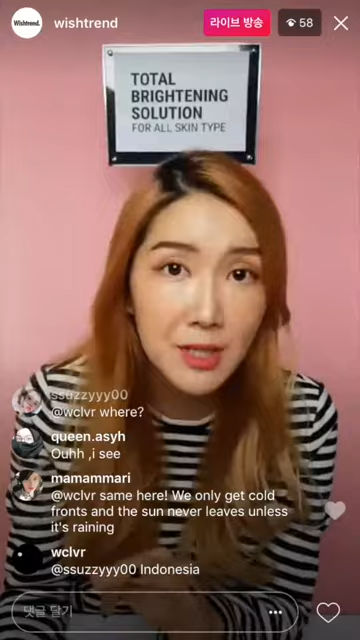 Wishtrend.
wishtrend
라이브 방송
58
TOTAL
BRIGHTENING
SOLUTION
FOR ALL SKIN TYPE
ssuzzyyy00
@wclvr where?
queen.asyh
Ouhh ,i see
mamammari
@wclvr same here! We only get cold
fronts and the sun never leaves unless
it's raining
wclvr
@ssuzzyyy00 Indonesia
댓글 달기